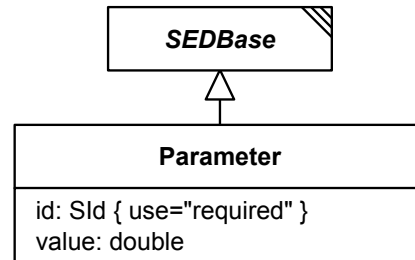 SEDBase
Parameter
id: SId { use="required" }
value: double